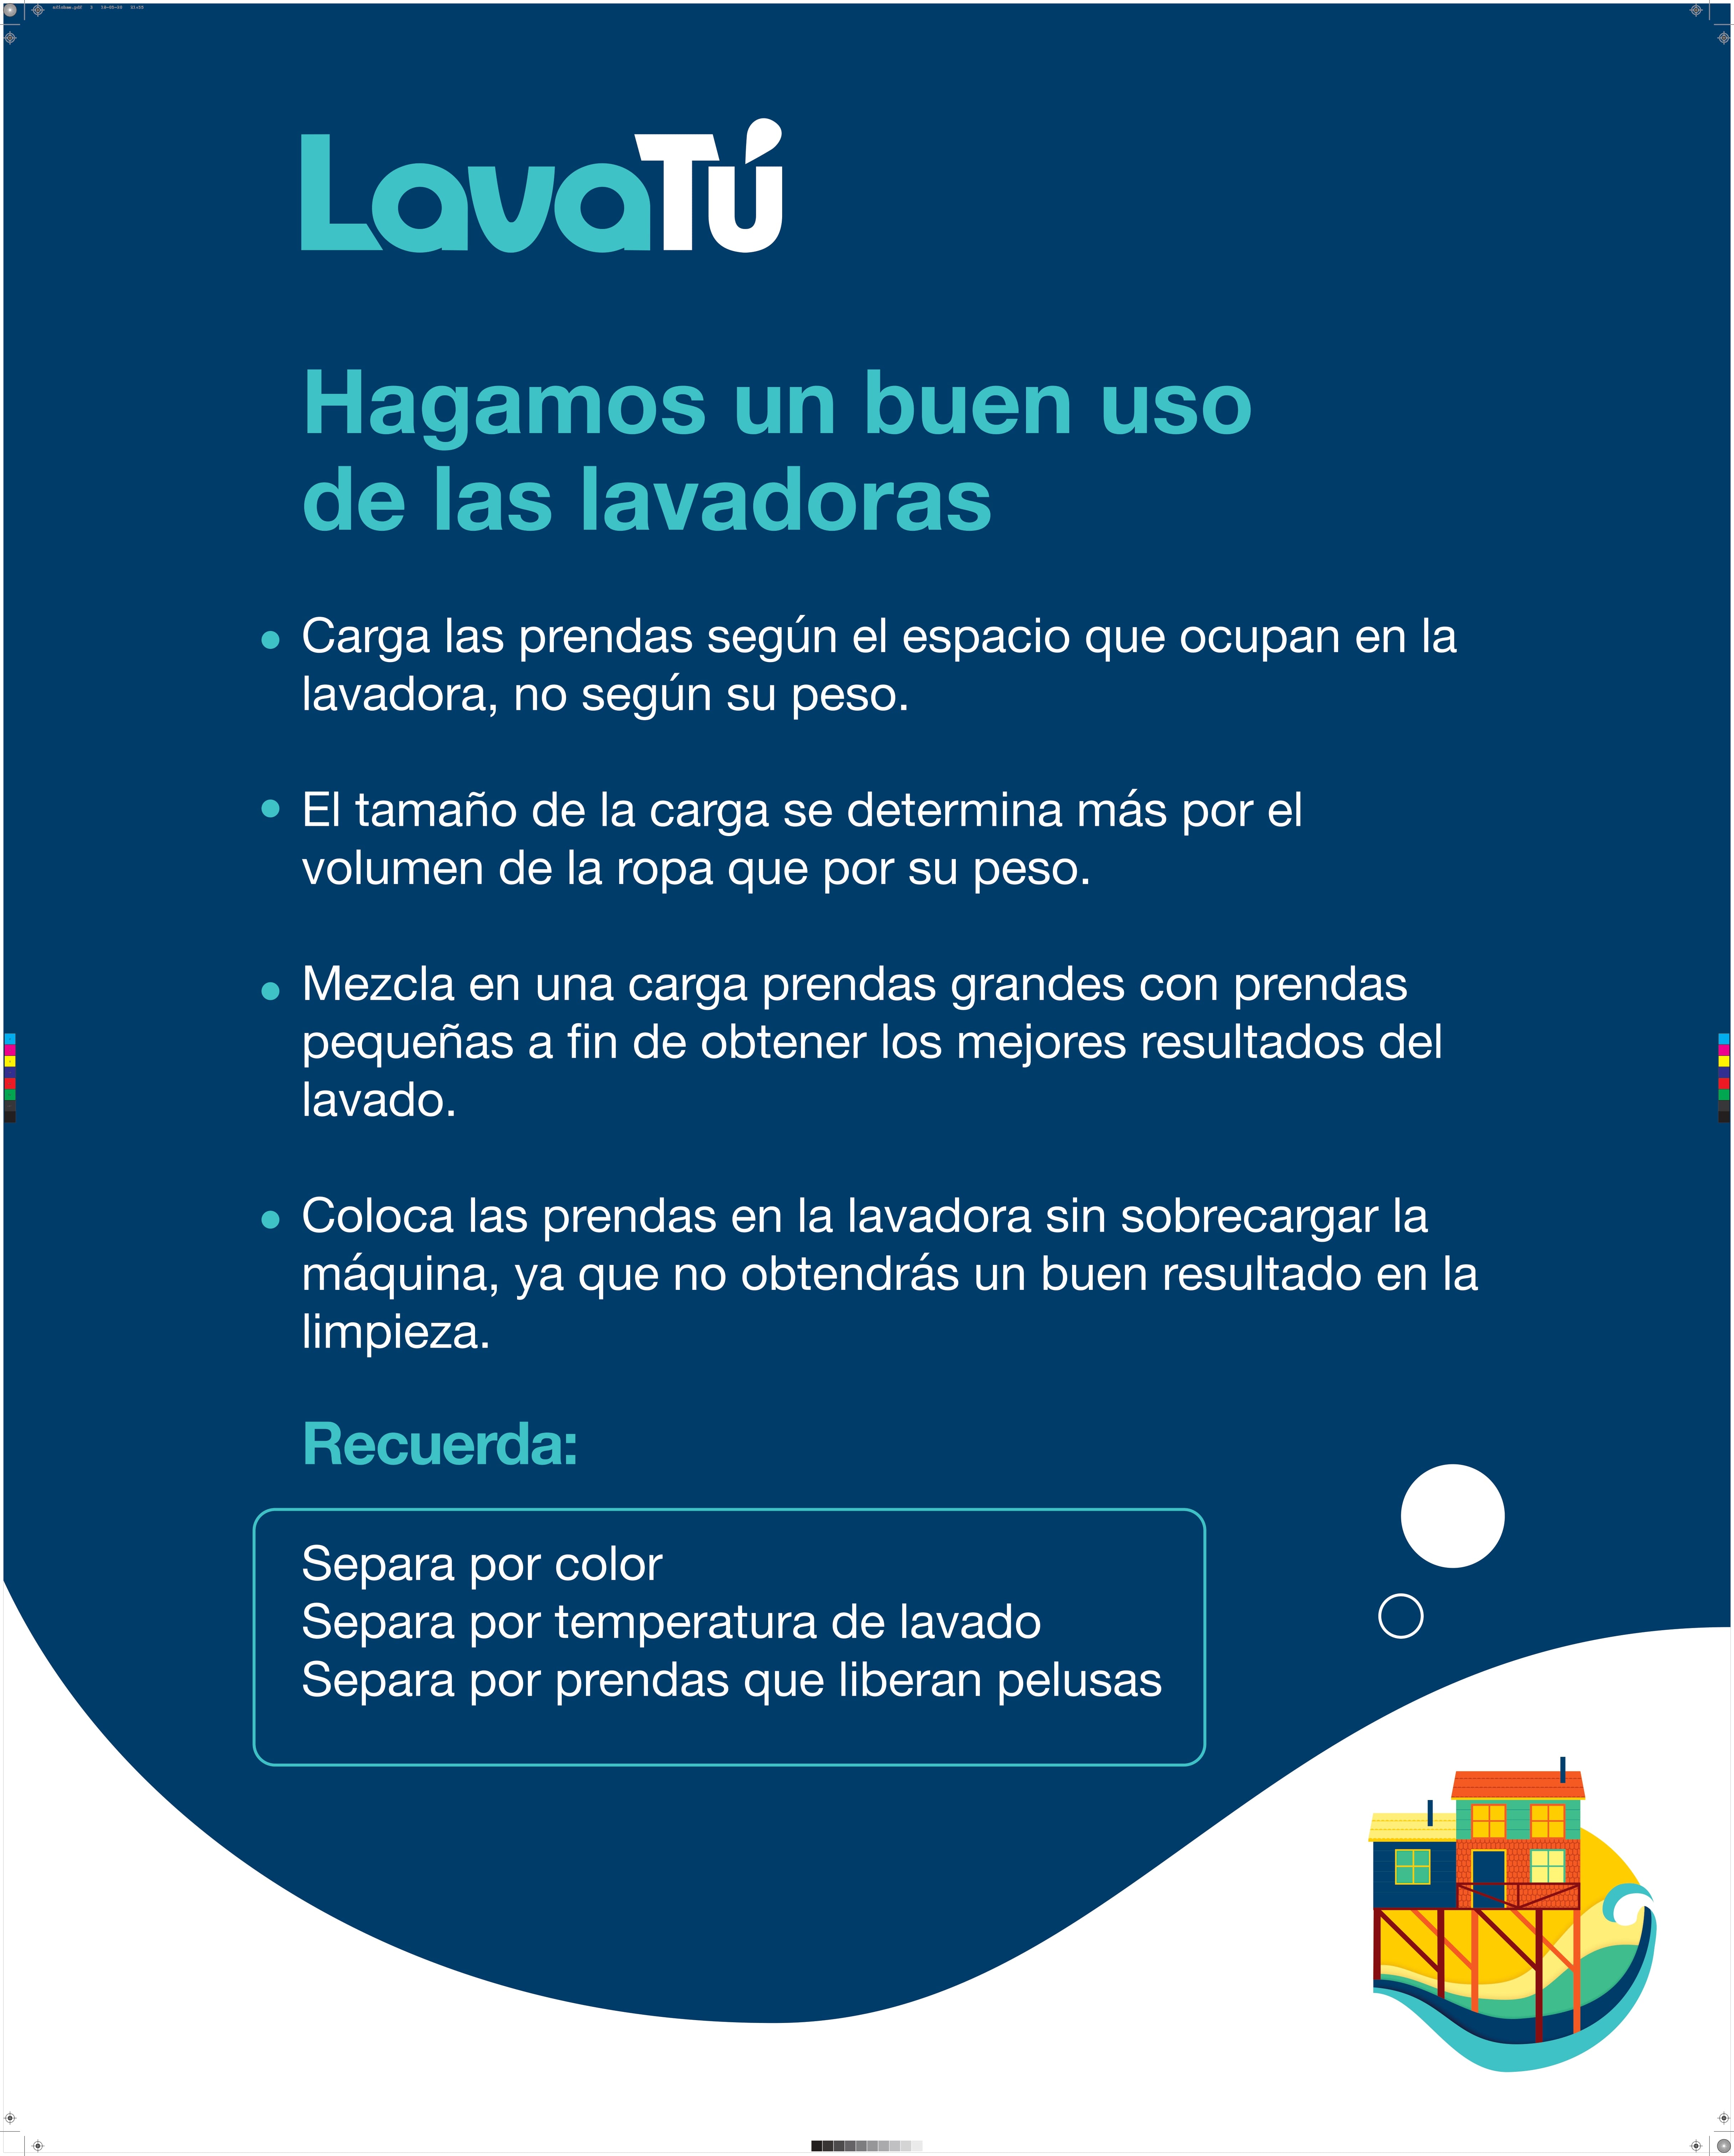 LavaTú
Hagamos un buen uso
de las lavadoras
Carga las prendas según el espacio que ocupan en la
lavadora, no según su peso.
El tamaño de la carga se determina más por el
volumen de la ropa que por su peso.
Mezcla en una carga prendas grandes con prendas
pequeñas a fin de obtener los mejores resultados del
lavado.
Coloca las prendas en la lavadora sin sobrecargar la
máquina, ya que no obtendrás un buen resultado en la
limpieza.
Recuerda:
Separa por color
Separa por temperatura de lavado
Separa por prendas que liberan pelusas